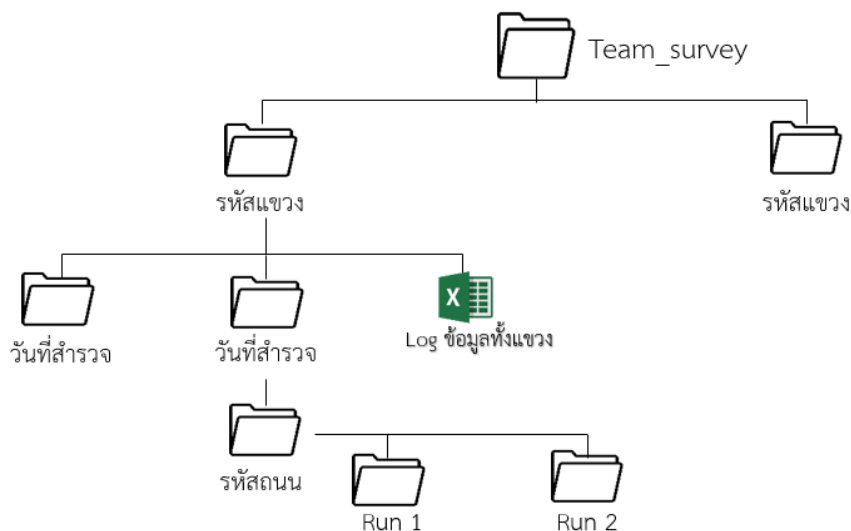 Team_survey
รหัสแขวง
รหัสแขวง
วันที่สำรวจ
วันที่สำรวจ
Log ข้อมูลทั้งแขวง
รหัสถนน
Run 1
Run 2